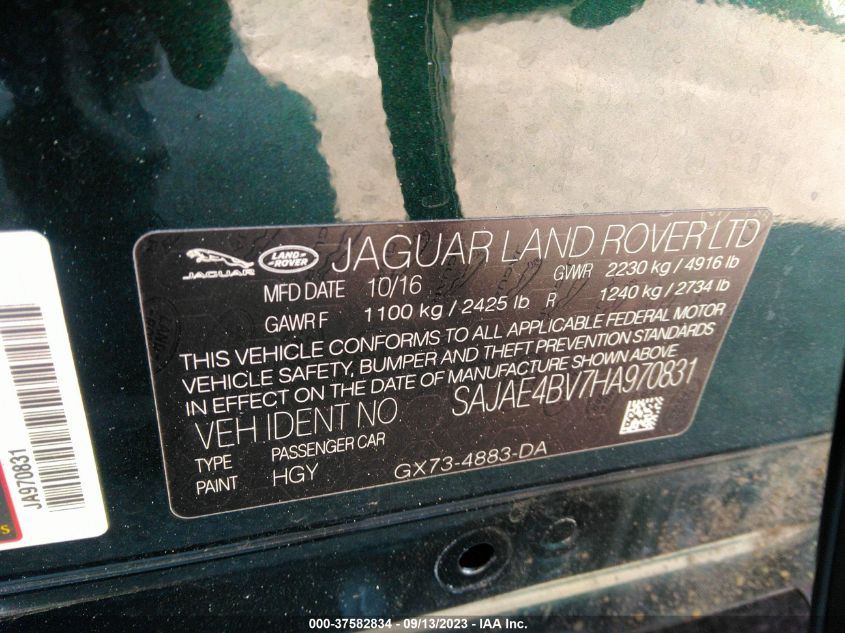 JAGUAR
LAND ROVER
JAGUAR LAND ROVER LTD
MFD DATE 10/16 GVWR 2230 kg / 4916 lb
GAWR F 1100 kg / 2425 lb R 1240 kg / 2734 lb
THIS VEHICLE CONFORMS TO ALL APPLICABLE FEDERAL MOTOR
VEHICLE SAFETY, BUMPER AND THEFT PREVENTION STANDARDS
IN EFFECT ON THE DATE OF MANUFACTURE SHOWN ABOVE
VEH IDENT NO SAJAE4BV7HA970831
TYPE PASSENGER CAR
PAINT HGY GX73-4883-DA
JA970831
000-37582834 - 09/13/2023 - IAA Inc.